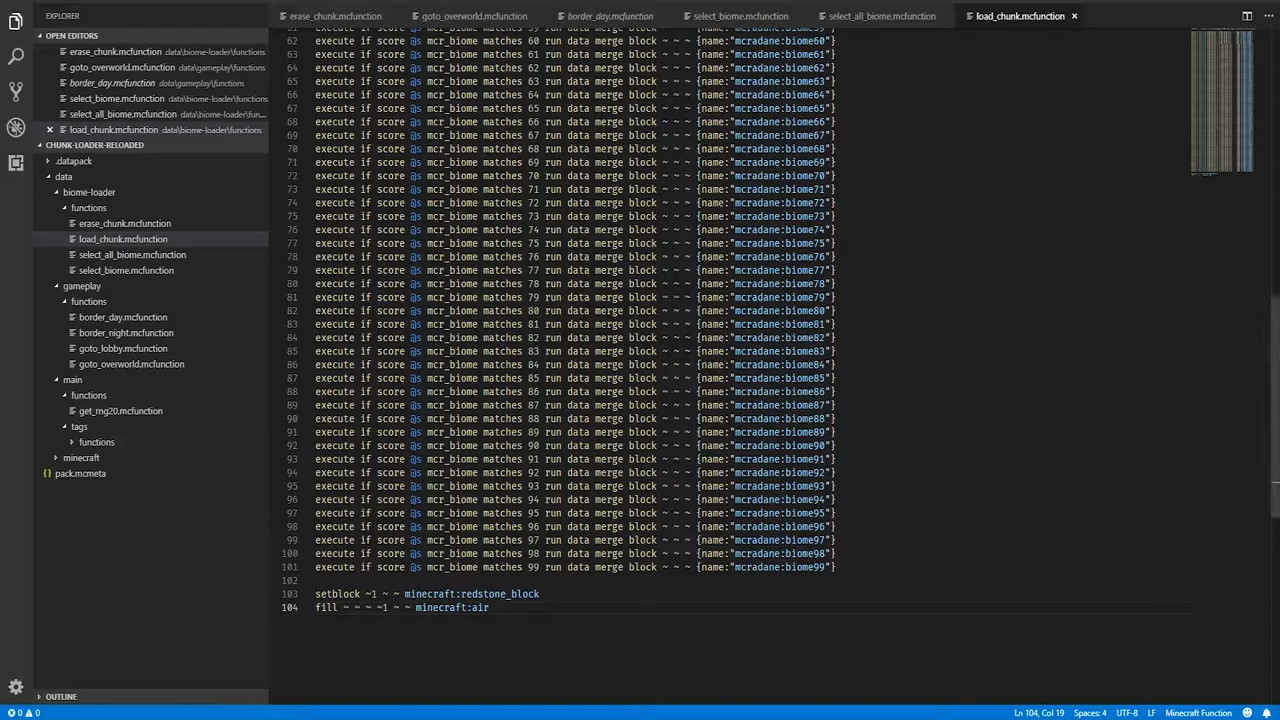 EXPLORER
OPEN EDITORS
erase_chunk.mcfunction data\biome-loader\functions
goto_overworld.mcfunction data\gameplay\functions
border_day.mcfunction data\gameplay\functions
select_biome.mcfunction data\biome-loader\functions
select_all_biome.mcfunction data\biome-loader\fun...
load_chunk.mcfunction data\biome-loader\functions
CHUNK-LOADER-RELOADED
.datapack
data
biome-loader
functions
erase_chunk.mcfunction
load_chunk.mcfunction
select_all_biome.mcfunction
select_biome.mcfunction
gameplay
functions
border_day.mcfunction
border_night.mcfunction
goto_lobby.mcfunction
goto_overworld.mcfunction
main
functions
get_rng20.mcfunction
tags
functions
minecraft
{} pack.mcmeta
OUTLINE
erase_chunk.mcfunction goto_overworld.mcfunction border_day.mcfunction select_biome.mcfunction select_all_biome.mcfunction load_chunk.mcfunction ×
61 execute if score @s mcr_biome matches 59 run data merge block ~ ~ ~ {name:"mcradane:biome59"}
62 execute if score @s mcr_biome matches 60 run data merge block ~ ~ ~ {name:"mcradane:biome60"}
63 execute if score @s mcr_biome matches 61 run data merge block ~ ~ ~ {name:"mcradane:biome61"}
64 execute if score @s mcr_biome matches 62 run data merge block ~ ~ ~ {name:"mcradane:biome62"}
65 execute if score @s mcr_biome matches 63 run data merge block ~ ~ ~ {name:"mcradane:biome63"}
66 execute if score @s mcr_biome matches 64 run data merge block ~ ~ ~ {name:"mcradane:biome64"}
67 execute if score @s mcr_biome matches 65 run data merge block ~ ~ ~ {name:"mcradane:biome65"}
68 execute if score @s mcr_biome matches 66 run data merge block ~ ~ ~ {name:"mcradane:biome66"}
69 execute if score @s mcr_biome matches 67 run data merge block ~ ~ ~ {name:"mcradane:biome67"}
70 execute if score @s mcr_biome matches 68 run data merge block ~ ~ ~ {name:"mcradane:biome68"}
71 execute if score @s mcr_biome matches 69 run data merge block ~ ~ ~ {name:"mcradane:biome69"}
72 execute if score @s mcr_biome matches 70 run data merge block ~ ~ ~ {name:"mcradane:biome70"}
73 execute if score @s mcr_biome matches 71 run data merge block ~ ~ ~ {name:"mcradane:biome71"}
74 execute if score @s mcr_biome matches 72 run data merge block ~ ~ ~ {name:"mcradane:biome72"}
75 execute if score @s mcr_biome matches 73 run data merge block ~ ~ ~ {name:"mcradane:biome73"}
76 execute if score @s mcr_biome matches 74 run data merge block ~ ~ ~ {name:"mcradane:biome74"}
77 execute if score @s mcr_biome matches 75 run data merge block ~ ~ ~ {name:"mcradane:biome75"}
78 execute if score @s mcr_biome matches 76 run data merge block ~ ~ ~ {name:"mcradane:biome76"}
79 execute if score @s mcr_biome matches 77 run data merge block ~ ~ ~ {name:"mcradane:biome77"}
80 execute if score @s mcr_biome matches 78 run data merge block ~ ~ ~ {name:"mcradane:biome78"}
81 execute if score @s mcr_biome matches 79 run data merge block ~ ~ ~ {name:"mcradane:biome79"}
82 execute if score @s mcr_biome matches 80 run data merge block ~ ~ ~ {name:"mcradane:biome80"}
83 execute if score @s mcr_biome matches 81 run data merge block ~ ~ ~ {name:"mcradane:biome81"}
84 execute if score @s mcr_biome matches 82 run data merge block ~ ~ ~ {name:"mcradane:biome82"}
85 execute if score @s mcr_biome matches 83 run data merge block ~ ~ ~ {name:"mcradane:biome83"}
86 execute if score @s mcr_biome matches 84 run data merge block ~ ~ ~ {name:"mcradane:biome84"}
87 execute if score @s mcr_biome matches 85 run data merge block ~ ~ ~ {name:"mcradane:biome85"}
88 execute if score @s mcr_biome matches 86 run data merge block ~ ~ ~ {name:"mcradane:biome86"}
89 execute if score @s mcr_biome matches 87 run data merge block ~ ~ ~ {name:"mcradane:biome87"}
90 execute if score @s mcr_biome matches 88 run data merge block ~ ~ ~ {name:"mcradane:biome88"}
91 execute if score @s mcr_biome matches 89 run data merge block ~ ~ ~ {name:"mcradane:biome89"}
92 execute if score @s mcr_biome matches 90 run data merge block ~ ~ ~ {name:"mcradane:biome90"}
93 execute if score @s mcr_biome matches 91 run data merge block ~ ~ ~ {name:"mcradane:biome91"}
94 execute if score @s mcr_biome matches 92 run data merge block ~ ~ ~ {name:"mcradane:biome92"}
95 execute if score @s mcr_biome matches 93 run data merge block ~ ~ ~ {name:"mcradane:biome93"}
96 execute if score @s mcr_biome matches 94 run data merge block ~ ~ ~ {name:"mcradane:biome94"}
97 execute if score @s mcr_biome matches 95 run data merge block ~ ~ ~ {name:"mcradane:biome95"}
98 execute if score @s mcr_biome matches 96 run data merge block ~ ~ ~ {name:"mcradane:biome96"}
99 execute if score @s mcr_biome matches 97 run data merge block ~ ~ ~ {name:"mcradane:biome97"}
100 execute if score @s mcr_biome matches 98 run data merge block ~ ~ ~ {name:"mcradane:biome98"}
101 execute if score @s mcr_biome matches 99 run data merge block ~ ~ ~ {name:"mcradane:biome99"}
102
103 setblock ~1 ~ ~ minecraft:redstone_block
104 fill ~ ~ ~ ~1 ~ ~ minecraft:air
0 0 Ln 104, Col 19 Spaces: 4 UTF-8 LF Minecraft Function